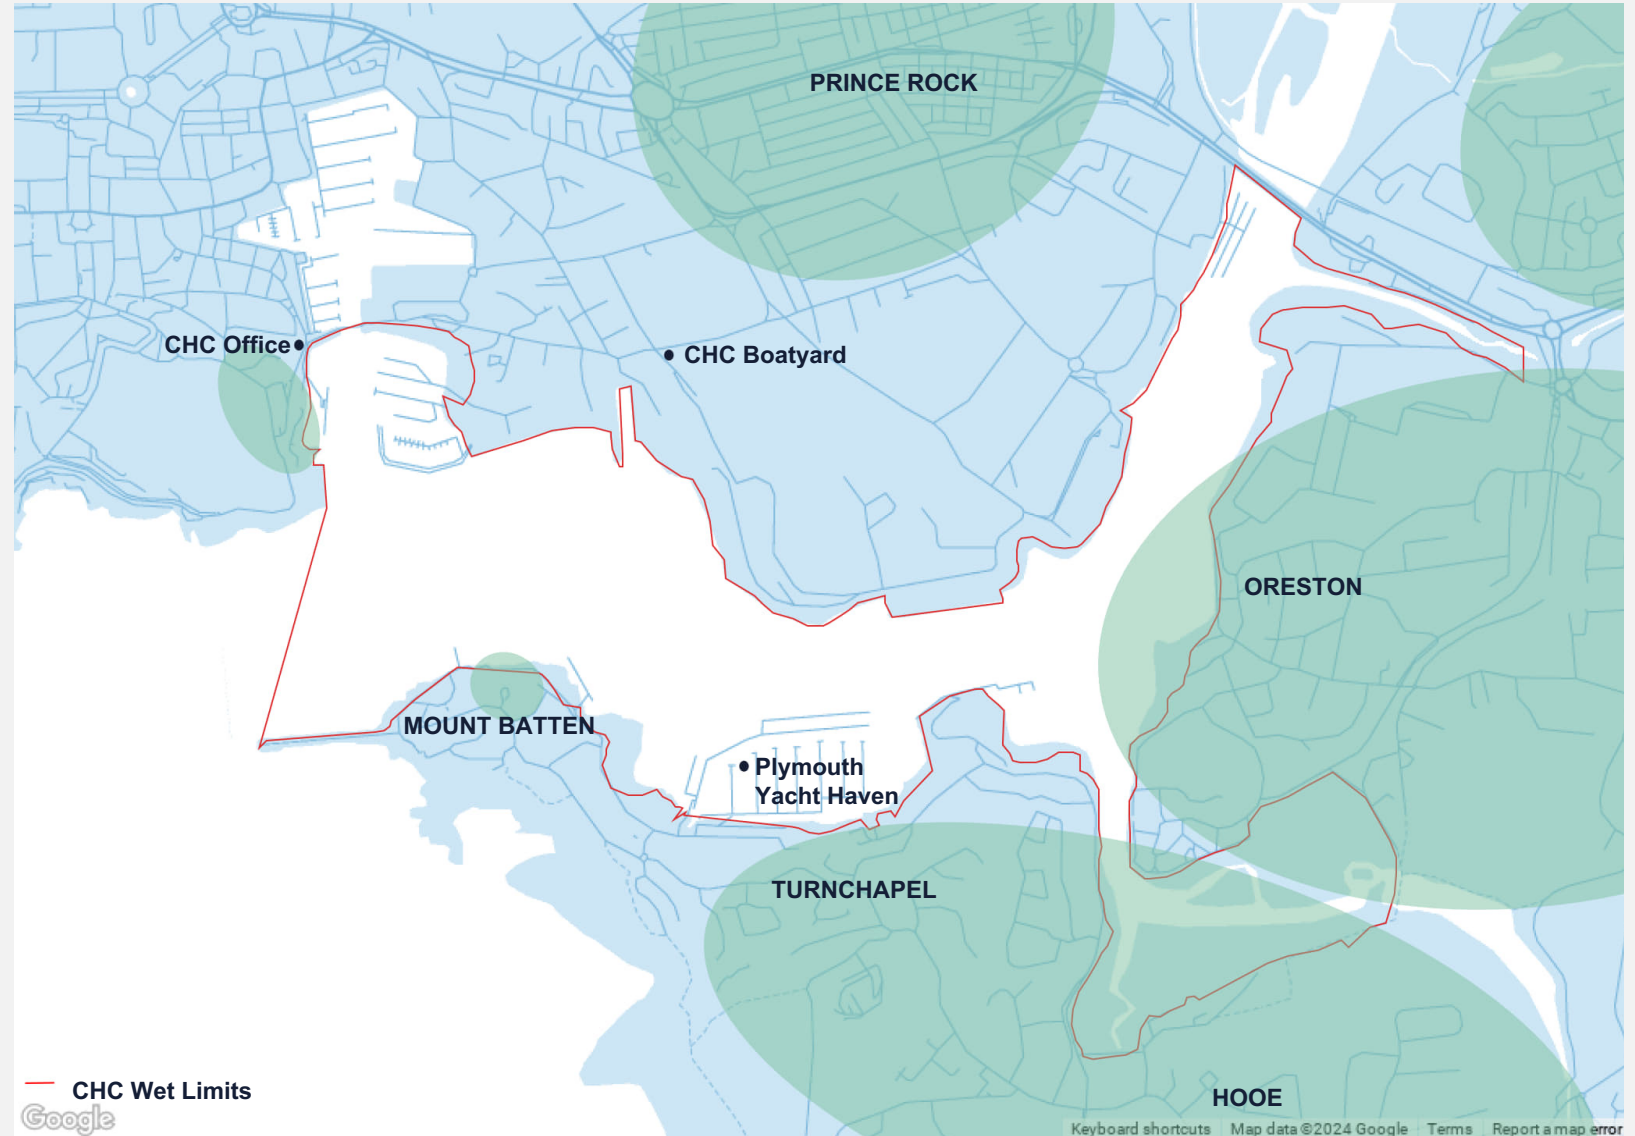 PRINCE ROCK
CHC Office
CHC Boatyard
ORESTON
MOUNT BATTEN
Plymouth
Yacht Haven
TURNCHAPEL
CHC Wet Limits
HOOE
Google
Keyboard shortcuts Map data ©2024 Google Terms Report a map error